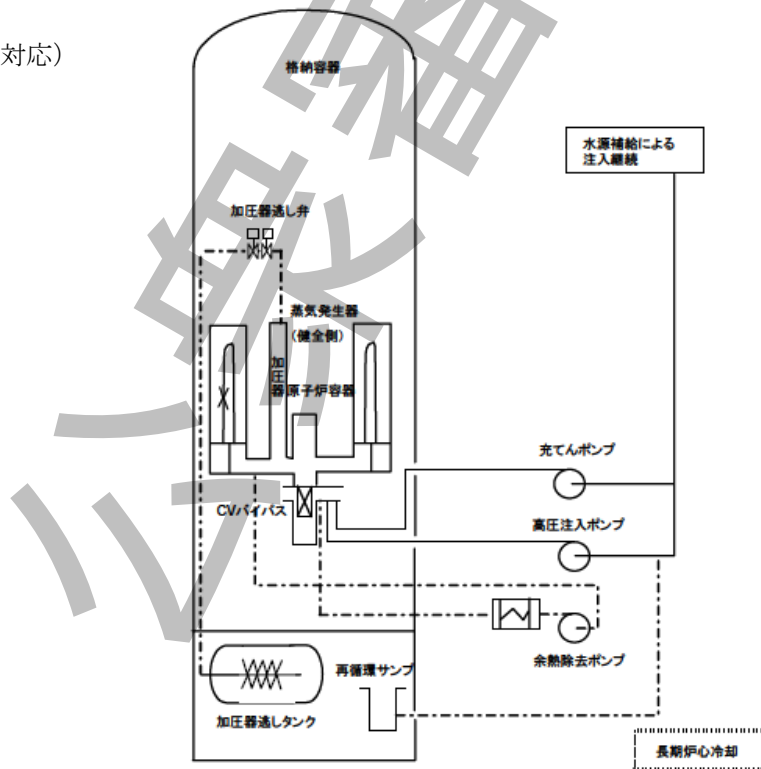 対応）
格納容器
水源補給による
注入継続
加圧器逃し弁
蒸気発生器
(健全側)
加圧器
原子炉容器
充てんポンプ
CVバイパス
高圧注入ポンプ
余熱除去ポンプ
再循環サンプ
加圧器逃しタンク
長期炉心冷却